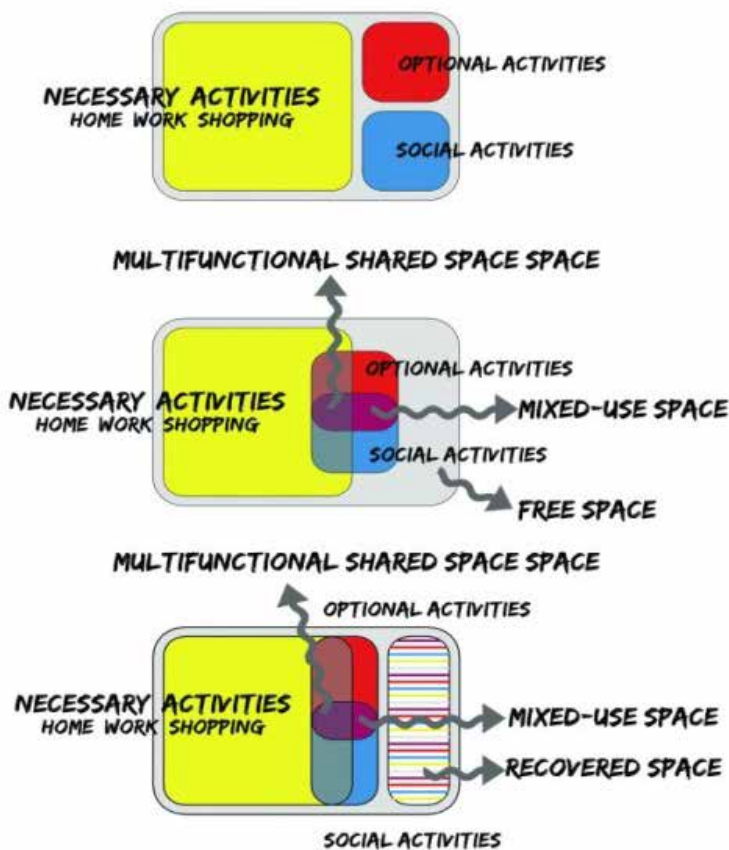 OPTIONAL ACTIVITIES
NECESSARY ACTIVITIES
HOME WORK SHOPPING
SOCIAL ACTIVITIES
MULTIFUNCTIONAL SHARED SPACE SPACE
OPTIONAL ACTIVITIES
NECESSARY ACTIVITIES
HOME WORK SHOPPING
MIXED-USE SPACE
SOCIAL ACTIVITIES
FREE SPACE
MULTIFUNCTIONAL SHARED SPACE SPACE
OPTIONAL ACTIVITIES
NECESSARY ACTIVITIES
HOME WORK SHOPPING
MIXED-USE SPACE
RECOVERED SPACE
SOCIAL ACTIVITIES